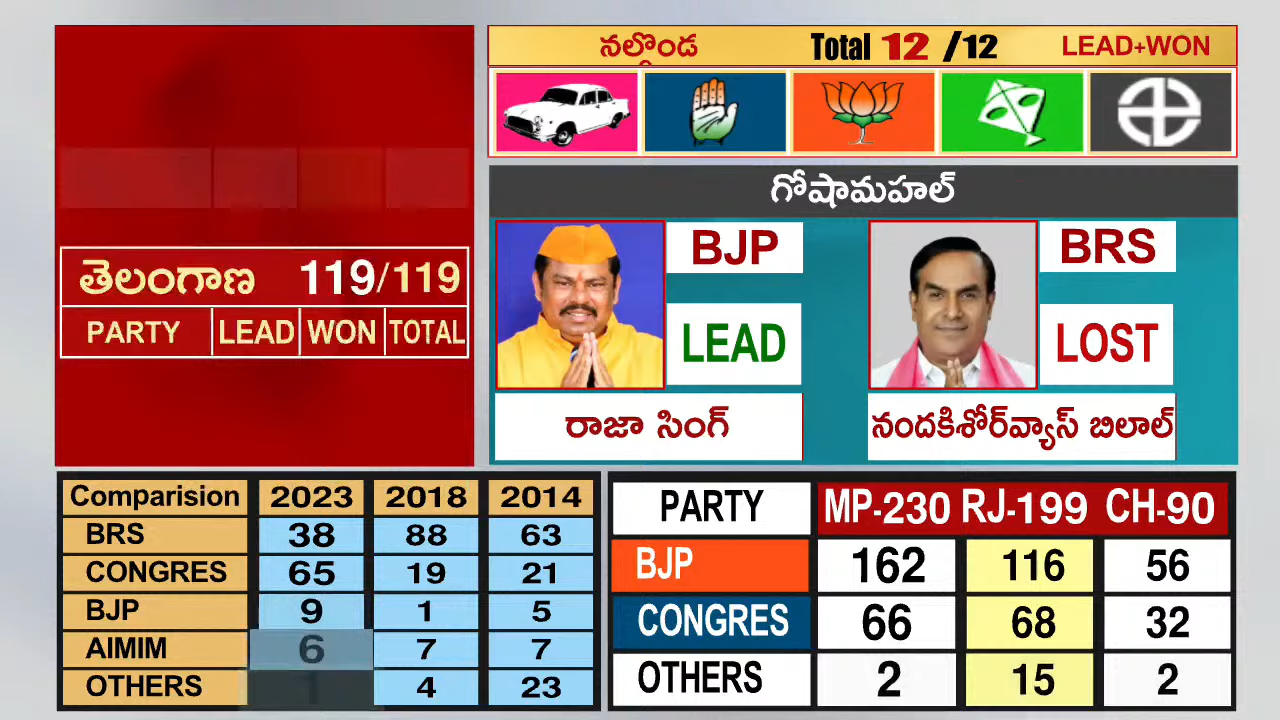 నల్గొండ Total 12 /12 LEAD+WON
గోషామహల్
BJP
LEAD
రాజా సింగ్
BRS
LOST
నందకిశోర్‌వ్యాస్ బిలాల్
తెలంగాణ 119/119
PARTY LEAD WON TOTAL
Comparision 2023 2018 2014
BRS 38 88 63
CONGRES 65 19 21
BJP 9 1 5
AIMIM 6 7 7
OTHERS 1 4 23
PARTY MP-230 RJ-199 CH-90
BJP 162 116 56
CONGRES 66 68 32
OTHERS 2 15 2